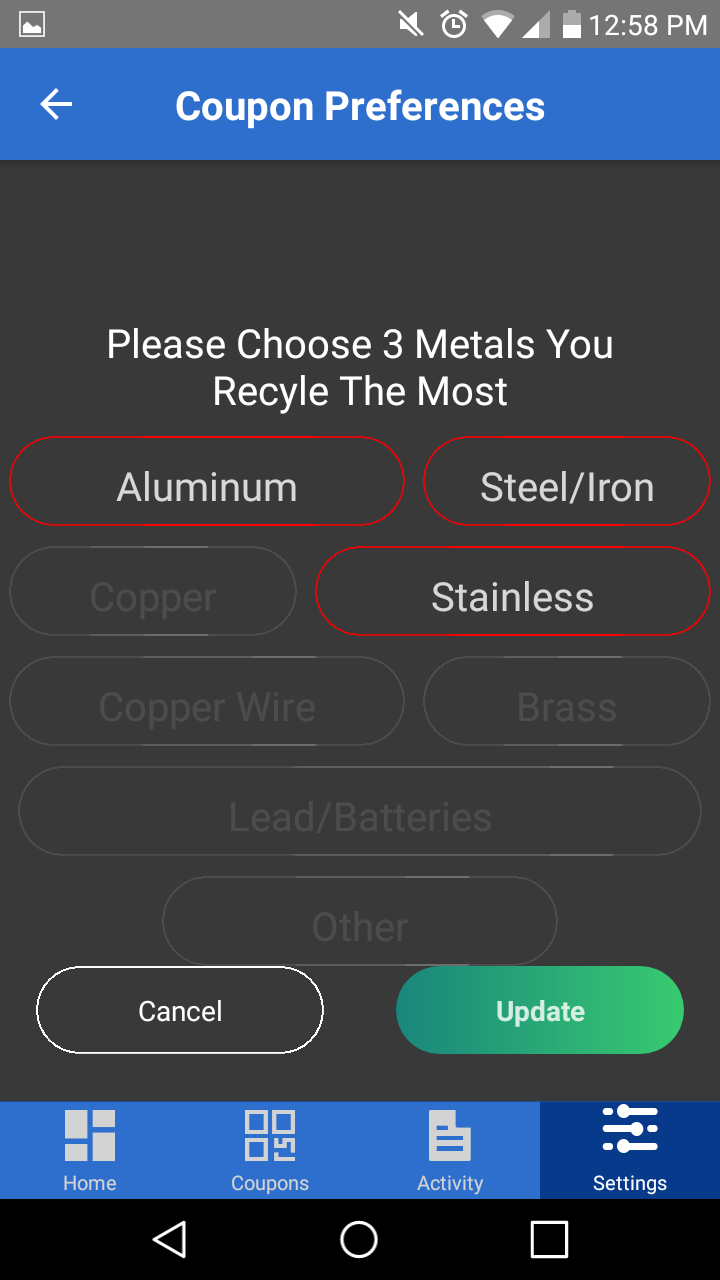 12:58 PM
Coupon Preferences
Please Choose 3 Metals You
Recyle The Most
Aluminum
Steel/Iron
Copper
Stainless
Copper Wire
Brass
Lead/Batteries
Other
Cancel
Update
Home
Coupons
Activity
Settings